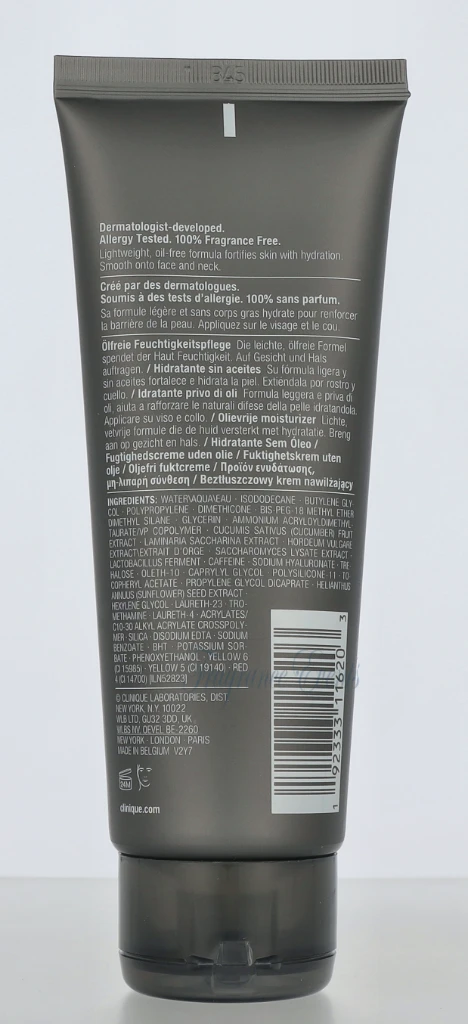 Dermatologist-developed.
Allergy Tested. 100% Fragrance Free.
Lightweight, oil-free formula fortifies skin with hydration.
Smooth onto face and neck.
Créé par des dermatologues.
Soumis à des tests d'allergie. 100% sans parfum.
Sa formule légère et sans corps gras hydrate pour renforcer
la barrière de la peau. Appliquez sur le visage et le cou.
Ölfreie Feuchtigkeitspflege Die leichte, ölfreie Formel
spendet der Haut Feuchtigkeit. Auf Gesicht und Hals
auftragen. / Hidratante sin aceites Su fórmula ligera y
sin aceites fortalece e hidrata la piel. Extiéndala por rostro y
cuello. / Idratante privo di oli Formula leggera e priva di
oli, aiuta a rafforzare le naturali difese della pelle idratandola.
Applicare su viso e collo. / Olievrije moisturizer Lichte,
vetvrije formule die de huid versterkt met hydratatie. Breng
aan op gezicht en hals. / Hidratante Sem Óleo /
Fugtighedscreme uden olie / Fuktighetskrem uten
olje / Oljefri fuktcreme / Προϊόν ενυδάτωσης,
μη-λιπαρή σύνθεση / Beztłuszczowy krem nawilżający
INGREDIENTS: WATER\AQUA\EAU • ISODODECANE • BUTYLENE GLY-
COL • POLYPROPYLENE • DIMETHICONE • BIS PEG-18 METHYL ETHER
DIMETHYL SILANE • GLYCERIN • AMMONIUM ACRYLOYLDIMETHYL-
TAURATE/VP COPOLYMER • CUCUMIS SATIVUS (CUCUMBER) FRUIT
EXTRACT • LAMINARIA SACCHARINA EXTRACT • HORDEUM VULGARE
EXTRACT\EXTRAIT D'ORGE • SACCHAROMYCES LYSATE EXTRACT •
LACTOBACILLUS FERMENT • CAFFEINE • SODIUM HYALURONATE • TRE-
HALOSE • OLETH-10 • CAPRYLYL GLYCOL • POLYSILICONE-11 • TO-
COPHERYL ACETATE • PROPYLENE GLYCOL DICAPRATE • HELIANTHUS
ANNUUS (SUNFLOWER) SEED EXTRACT •
HEXYLENE GLYCOL • LAURETH-23 • TRO-
METHAMINE • LAURETH-4 • ACRYLATES/
C10-30 ALKYL ACRYLATE CROSSPOLY-
MER • SILICA • DISODIUM EDTA • SODIUM
BENZOATE • BHT • POTASSIUM SOR-
BATE • PHENOXYETHANOL • YELLOW 6
(CI 15985) • YELLOW 5 (CI 19140) • RED
4 (CI 14700) [ILN52823]
© CLINIQUE LABORATORIES, DIST.
NEW YORK, N.Y. 10022
WLB LTD, GU32 3DD, UK
WLBS NV, DEVEL BE-2260
NEW YORK • LONDON • PARIS
MADE IN BELGIUM V2Y7
24M
clinique.com
1 92333 11620 3